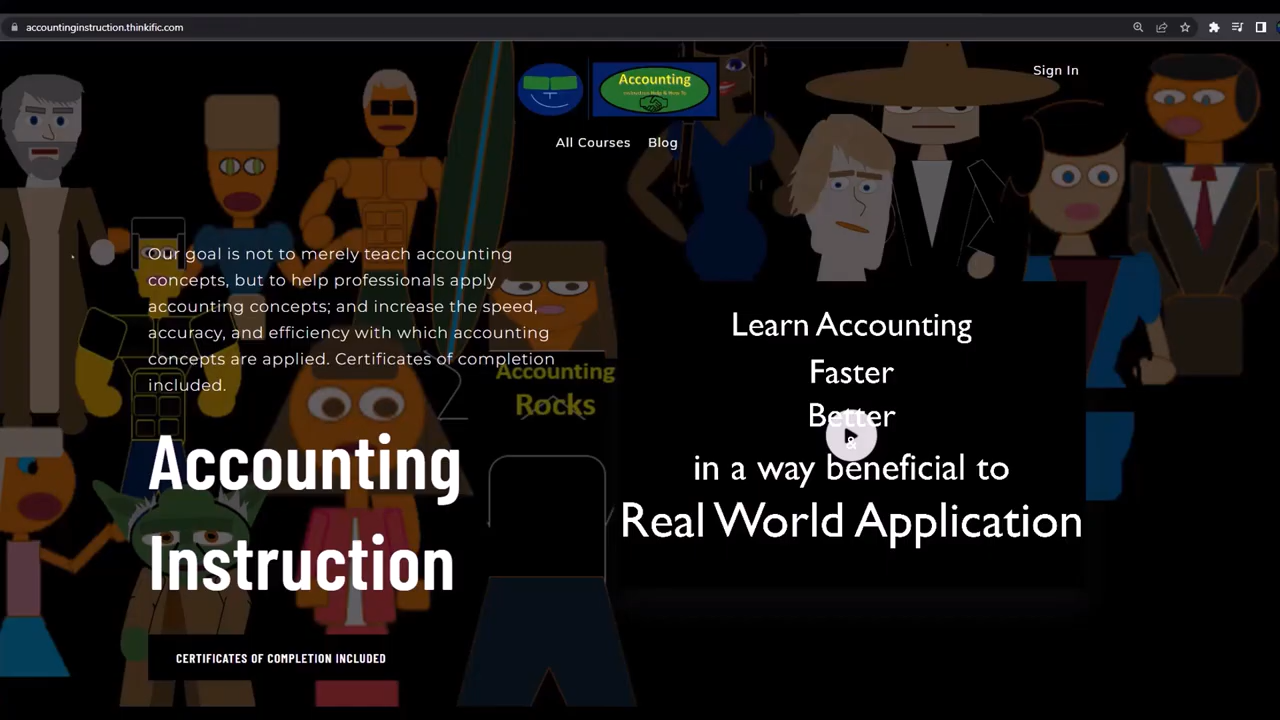 accountinginstruction.thinkific.com
Sign In
Accounting
All Courses Blog
Our goal is not to merely teach accounting
concepts, but to help professionals apply
accounting concepts; and increase the speed,
accuracy, and efficiency with which accounting
concepts are applied. Certificates of completion
included.
Accounting
Rocks
Accounting
Instruction
CERTIFICATES OF COMPLETION INCLUDED
Learn Accounting
Faster
Better
&
in a way beneficial to
Real World Application